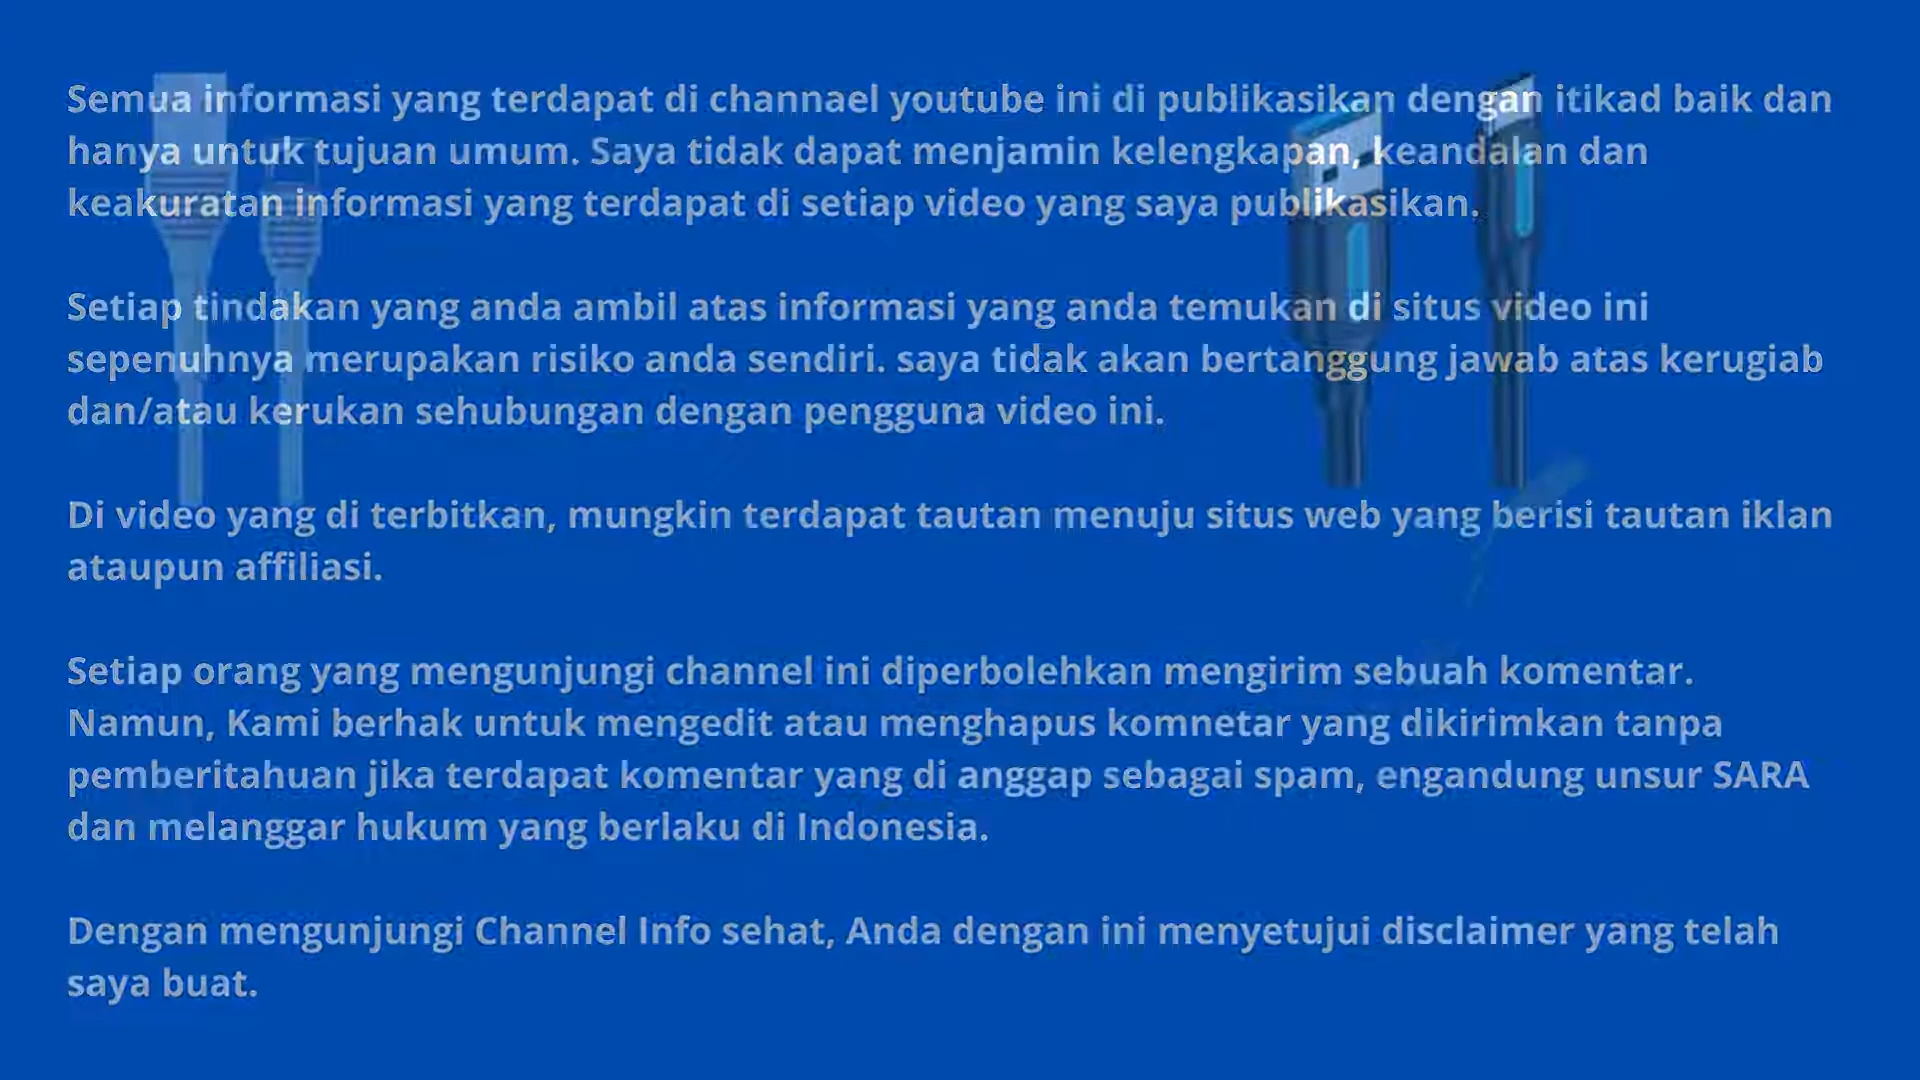 Semua informasi yang terdapat di channael youtube ini di publikasikan dengan itikad baik dan
hanya untuk tujuan umum. Saya tidak dapat menjamin kelengkapan, keandalan dan
keakuratan informasi yang terdapat di setiap video yang saya publikasikan.
Setiap tindakan yang anda ambil atas informasi yang anda temukan di situs video ini
sepenuhnya merupakan risiko anda sendiri. saya tidak akan bertanggung jawab atas kerugiab
dan/atau kerukan sehubungan dengan pengguna video ini.
Di video yang di terbitkan, mungkin terdapat tautan menuju situs web yang berisi tautan iklan
ataupun affiliasi.
Setiap orang yang mengunjungi channel ini diperbolehkan mengirim sebuah komentar.
Namun, Kami berhak untuk mengedit atau menghapus komnetar yang dikirimkan tanpa
pemberitahuan jika terdapat komentar yang di anggap sebagai spam, engandung unsur SARA
dan melanggar hukum yang berlaku di Indonesia.
Dengan mengunjungi Channel Info sehat, Anda dengan ini menyetujui disclaimer yang telah
saya buat.